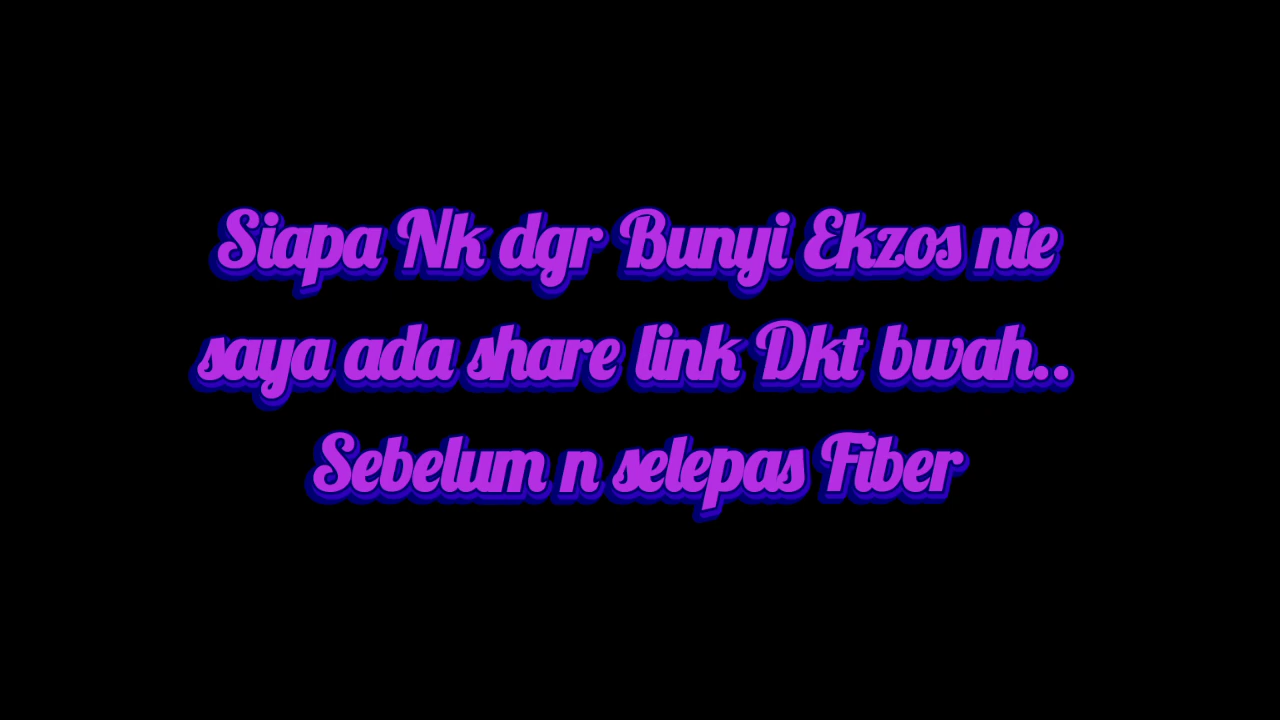 Siapa Nk dgr Bunyi Ekzos nie
saya ada share link Dkt bwah..
Sebelum n selepas Fiber